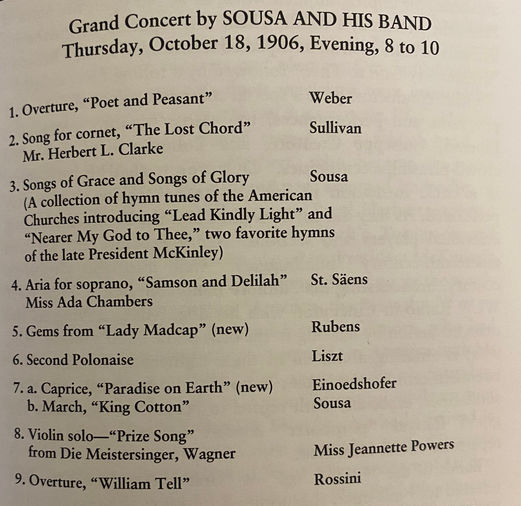 Grand Concert by SOUSA AND HIS BAND
Thursday, October 18, 1906, Evening, 8 to 10
1. Overture, “Poet and Peasant” Weber
2. Song for cornet, “The Lost Chord” Sullivan
Mr. Herbert L. Clarke
3. Songs of Grace and Songs of Glory Sousa
(A collection of hymn tunes of the American
Churches introducing “Lead Kindly Light” and
“Nearer My God to Thee,” two favorite hymns
of the late President McKinley)
4. Aria for soprano, “Samson and Delilah” St. Säens
Miss Ada Chambers
5. Gems from “Lady Madcap” (new) Rubens
6. Second Polonaise Liszt
7. a. Caprice, “Paradise on Earth” (new) Einoedshofer
b. March, “King Cotton” Sousa
8. Violin solo—“Prize Song”
from Die Meistersinger, Wagner Miss Jeannette Powers
9. Overture, “William Tell” Rossini